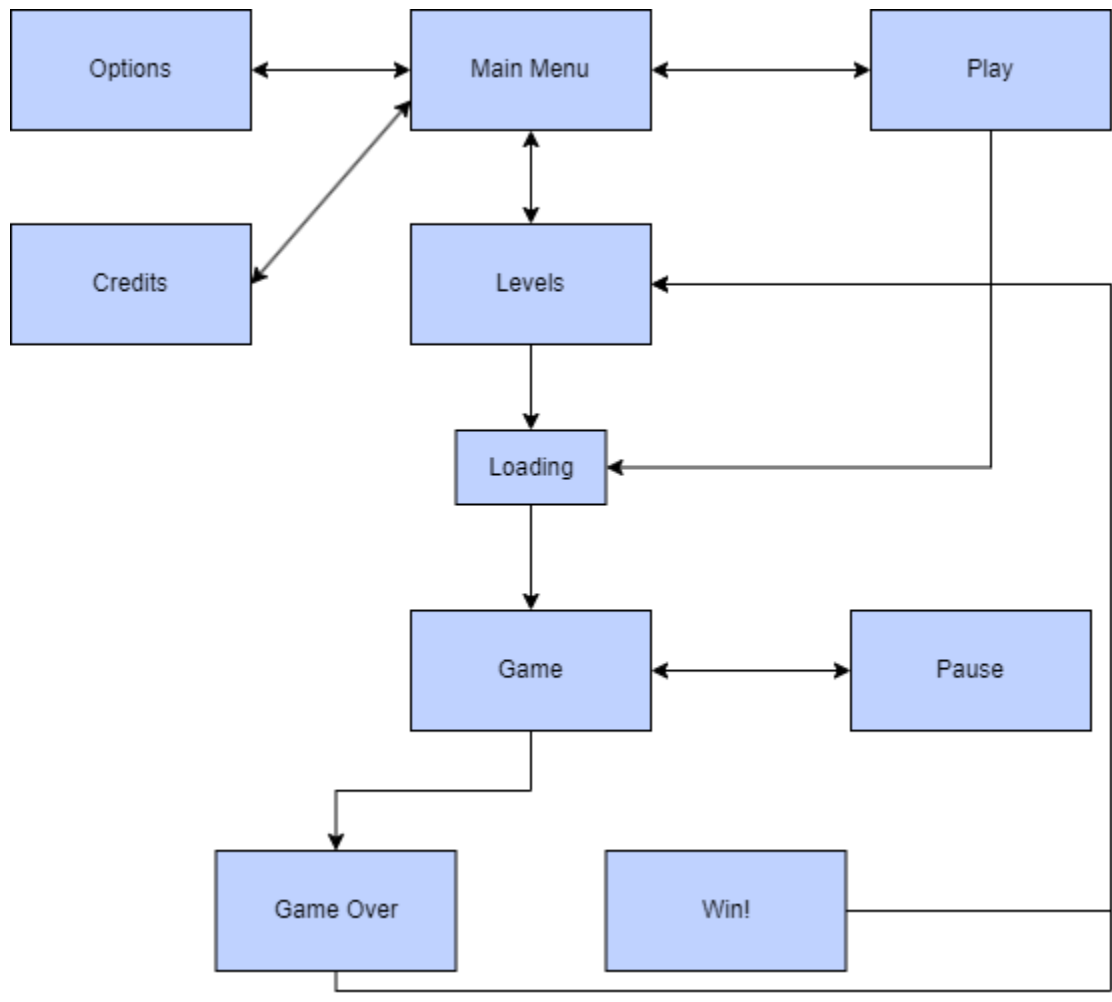 Options
Main Menu
Play
Credits
Levels
Loading
Game
Pause
Game Over
Win!